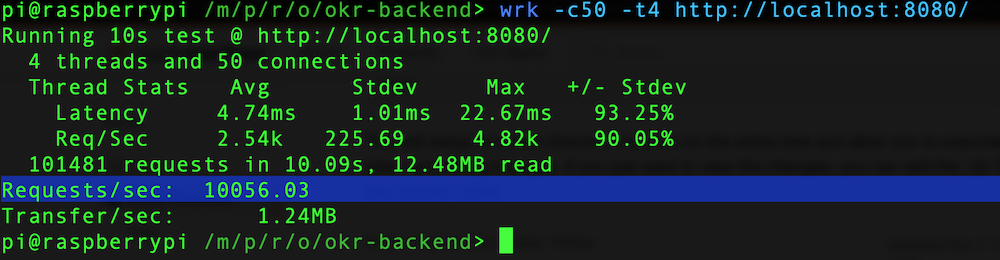 pi@raspberrypi /m/p/r/o/okr-backend> wrk -c50 -t4 http://localhost:8080/
Running 10s test @ http://localhost:8080/
  4 threads and 50 connections
  Thread Stats   Avg      Stdev     Max   +/- Stdev
    Latency     4.74ms    1.01ms  22.67ms   93.25%
    Req/Sec     2.54k   225.69     4.82k    90.05%
  101481 requests in 10.09s, 12.48MB read
Requests/sec:  10056.03
Transfer/sec:      1.24MB
pi@raspberrypi /m/p/r/o/okr-backend>